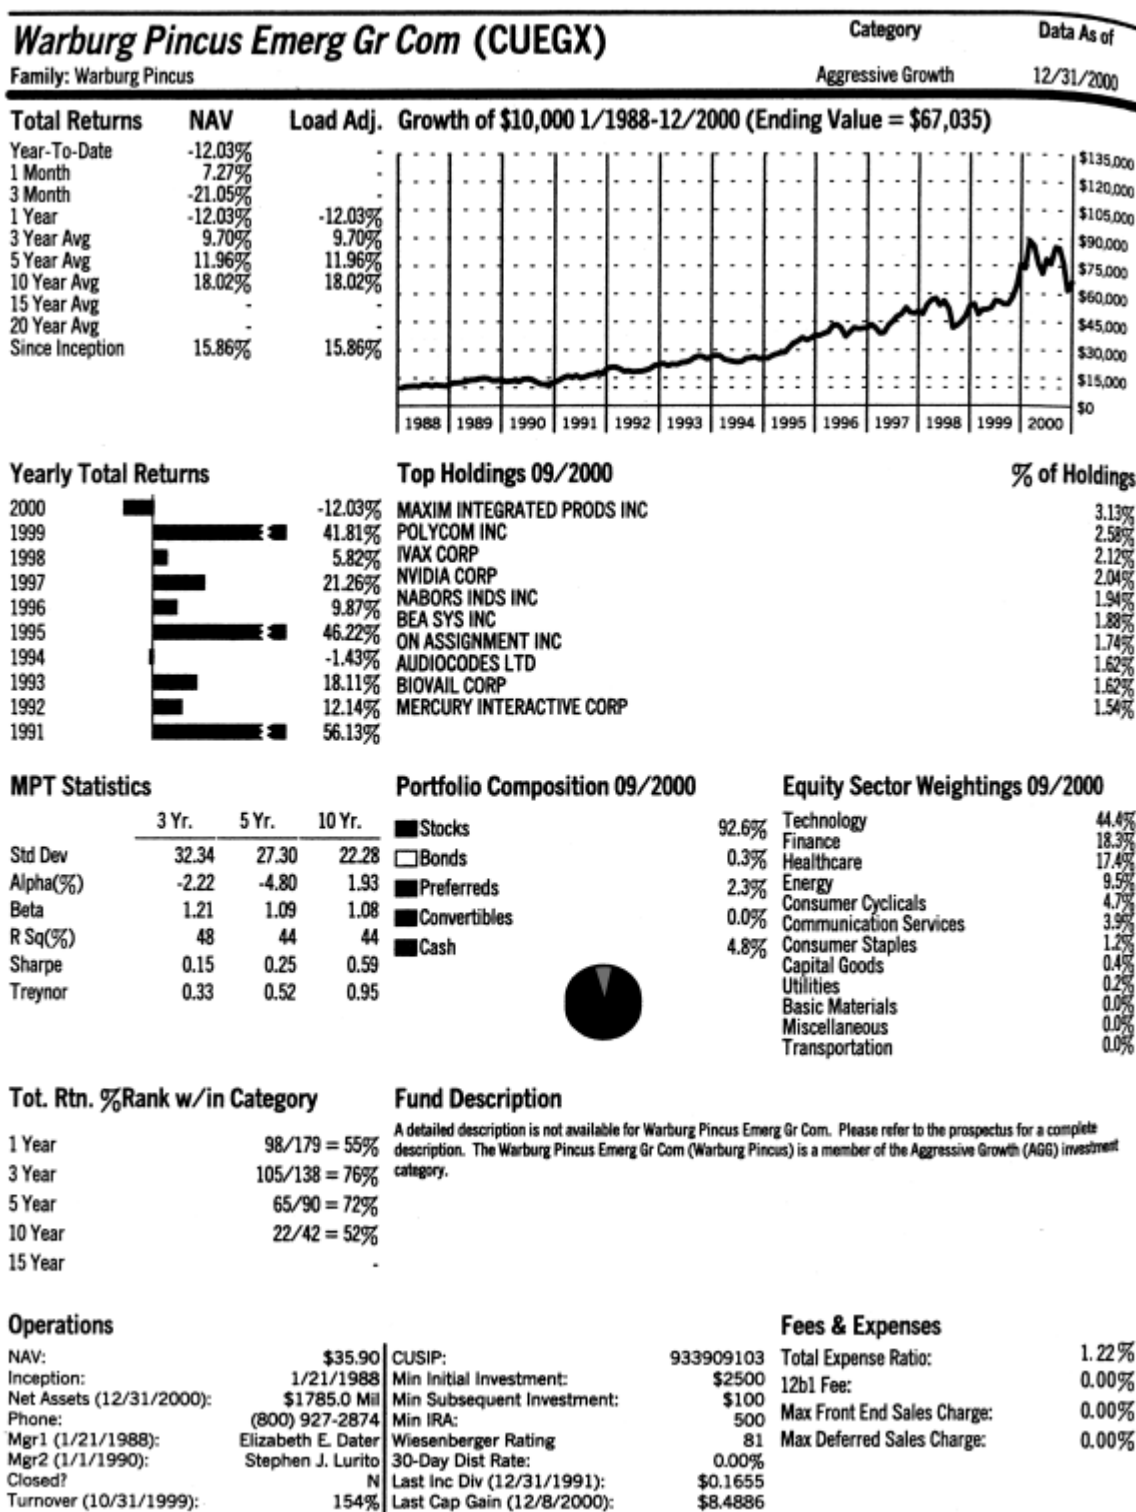 Warburg Pincus Emerg Gr Com (CUEGX)
Category
Data As of
Family: Warburg Pincus
Aggressive Growth
12/31/2000
Total Returns NAV Load Adj.
Year-To-Date -12.03% -
1 Month 7.27% -
3 Month -21.05% -
1 Year -12.03% -12.03%
3 Year Avg 9.70% 9.70%
5 Year Avg 11.96% 11.96%
10 Year Avg 18.02% 18.02%
15 Year Avg - -
20 Year Avg - -
Since Inception 15.86% 15.86%
Growth of $10,000 1/1988-12/2000 (Ending Value = $67,035)
$135,000
$120,000
$105,000
$90,000
$75,000
$60,000
$45,000
$30,000
$15,000
$0
1988 1989 1990 1991 1992 1993 1994 1995 1996 1997 1998 1999 2000
Yearly Total Returns
2000 -12.03%
1999 41.81%
1998 5.82%
1997 21.26%
1996 9.87%
1995 46.22%
1994 -1.43%
1993 18.11%
1992 12.14%
1991 56.13%
Top Holdings 09/2000 % of Holdings
MAXIM INTEGRATED PRODS INC 3.13%
POLYCOM INC 2.58%
IVAX CORP 2.12%
NVIDIA CORP 2.04%
NABORS INDS INC 1.94%
BEA SYS INC 1.88%
ON ASSIGNMENT INC 1.74%
AUDIOCODES LTD 1.62%
BIOVAIL CORP 1.62%
MERCURY INTERACTIVE CORP 1.54%
MPT Statistics
3 Yr. 5 Yr. 10 Yr.
Std Dev 32.34 27.30 22.28
Alpha(%) -2.22 -4.80 1.93
Beta 1.21 1.09 1.08
R Sq(%) 48 44 44
Sharpe 0.15 0.25 0.59
Treynor 0.33 0.52 0.95
Portfolio Composition 09/2000
Stocks 92.6%
Bonds 0.3%
Preferreds 2.3%
Convertibles 0.0%
Cash 4.8%
Equity Sector Weightings 09/2000
Technology 44.4%
Finance 18.3%
Healthcare 17.4%
Energy 9.5%
Consumer Cyclicals 4.7%
Communication Services 3.9%
Consumer Staples 1.2%
Capital Goods 0.4%
Utilities 0.2%
Basic Materials 0.0%
Miscellaneous 0.0%
Transportation 0.0%
Tot. Rtn. %Rank w/in Category
1 Year 98/179 = 55%
3 Year 105/138 = 76%
5 Year 65/90 = 72%
10 Year 22/42 = 52%
15 Year -
Fund Description
A detailed description is not available for Warburg Pincus Emerg Gr Com. Please refer to the prospectus for a complete
description. The Warburg Pincus Emerg Gr Com (Warburg Pincus) is a member of the Aggressive Growth (AGG) investment
category.
Operations
NAV: $35.90
Inception: 1/21/1988
Net Assets (12/31/2000): $1785.0 Mil
Phone: (800) 927-2874
Mgr1 (1/21/1988): Elizabeth E. Dater
Mgr2 (1/1/1990): Stephen J. Lurito
Closed? N
Turnover (10/31/1999): 154%
CUSIP: 933909103
Min Initial Investment: $2500
Min Subsequent Investment: $100
Min IRA: 500
Wiesenberger Rating 81
30-Day Dist Rate: 0.00%
Last Inc Div (12/31/1991): $0.1655
Last Cap Gain (12/8/2000): $8.4886
Fees & Expenses
Total Expense Ratio: 1.22%
12b1 Fee: 0.00%
Max Front End Sales Charge: 0.00%
Max Deferred Sales Charge: 0.00%